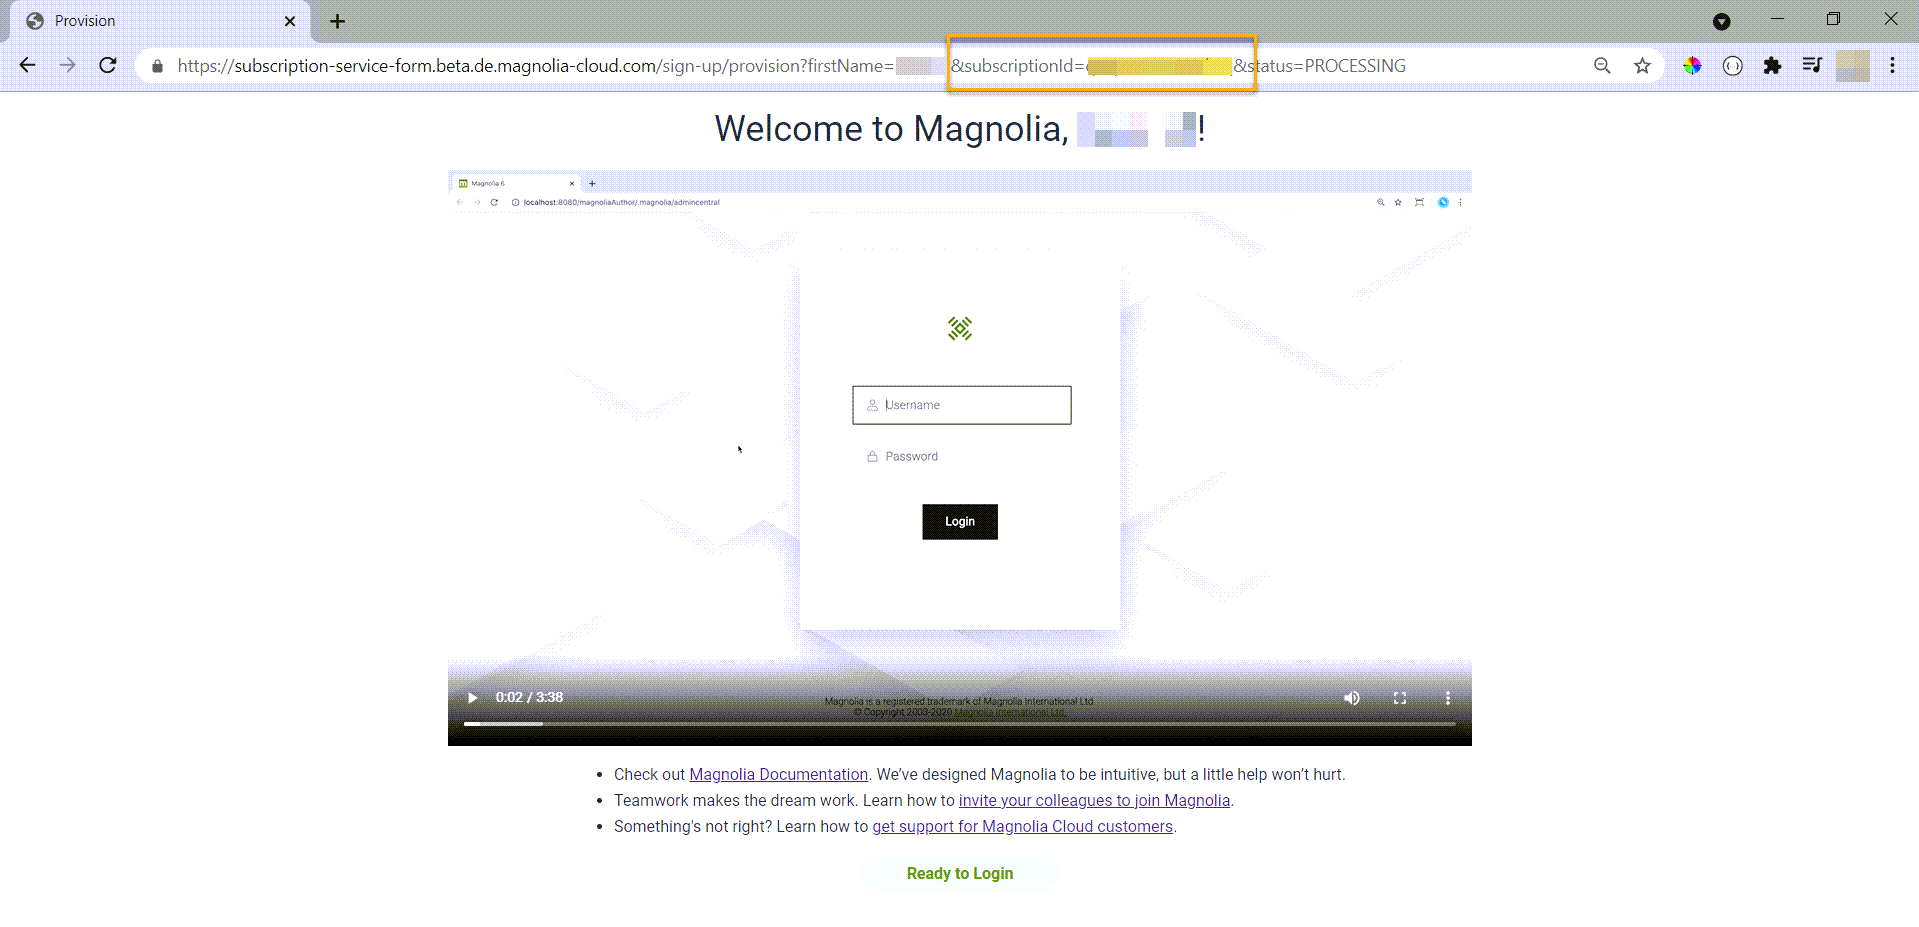 Provision
https://subscription-service-form.beta.de.magnolia-cloud.com/sign-up/provision?firstName= &subscriptionId= &status=PROCESSING
Welcome to Magnolia, !
Magnolia 6
localhost:8080/magnoliaAuthor/.magnolia/admincentral
Username
Password
Login
0:02 / 3:38
Magnolia is a registered trademark of Magnolia International Ltd.
© Copyright 2003-2020 Magnolia International Ltd.
• Check out Magnolia Documentation. We’ve designed Magnolia to be intuitive, but a little help won’t hurt.
• Teamwork makes the dream work. Learn how to invite your colleagues to join Magnolia.
• Something's not right? Learn how to get support for Magnolia Cloud customers.
Ready to Login